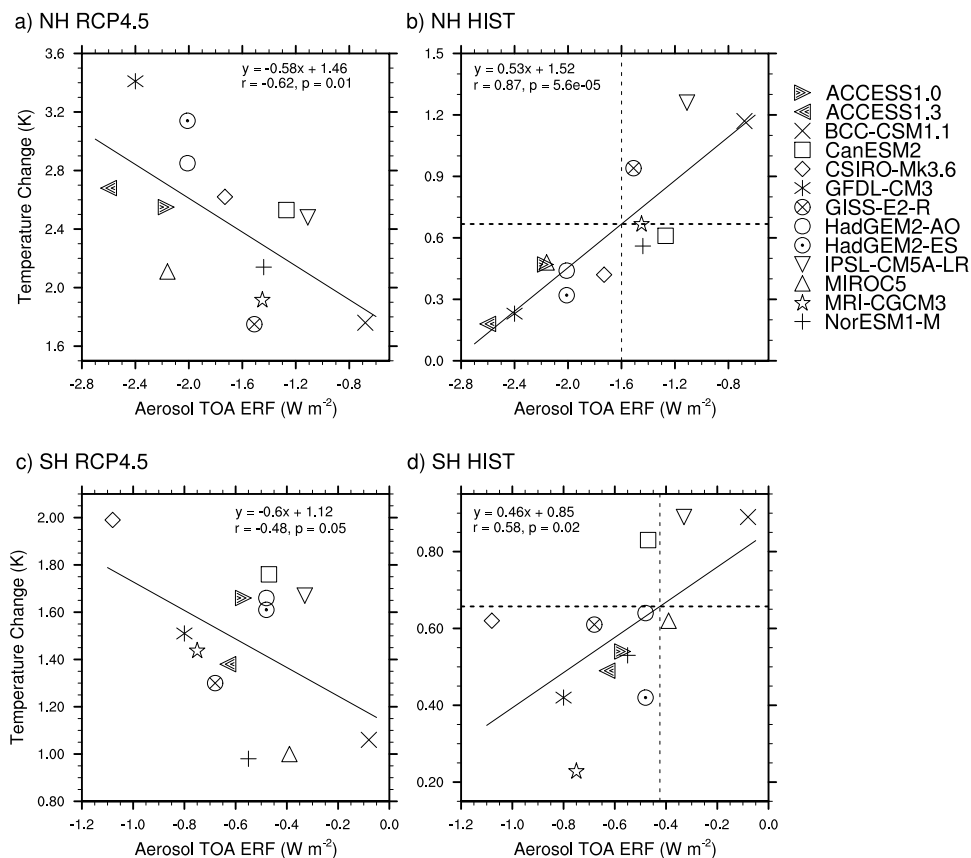 a) NH RCP4.5
y = -0.58x + 1.46
r = -0.62, p = 0.01
Temperature Change (K)
3.6
3.2
2.8
2.4
2.0
1.6
-2.8 -2.4 -2.0 -1.6 -1.2 -0.8
Aerosol TOA ERF (W m-2)
b) NH HIST
y = 0.53x + 1.52
r = 0.87, p = 5.6e-05
1.5
1.2
0.9
0.6
0.3
0.0
-2.8 -2.4 -2.0 -1.6 -1.2 -0.8
Aerosol TOA ERF (W m-2)
ACCESS1.0
ACCESS1.3
BCC-CSM1.1
CanESM2
CSIRO-Mk3.6
GFDL-CM3
GISS-E2-R
HadGEM2-AO
HadGEM2-ES
IPSL-CM5A-LR
MIROC5
MRI-CGCM3
NorESM1-M
c) SH RCP4.5
y = -0.6x + 1.12
r = -0.48, p = 0.05
Temperature Change (K)
2.00
1.80
1.60
1.40
1.20
1.00
0.80
-1.2 -1.0 -0.8 -0.6 -0.4 -0.2 0.0
Aerosol TOA ERF (W m-2)
d) SH HIST
y = 0.46x + 0.85
r = 0.58, p = 0.02
0.80
0.60
0.40
0.20
-1.2 -1.0 -0.8 -0.6 -0.4 -0.2 0.0
Aerosol TOA ERF (W m-2)